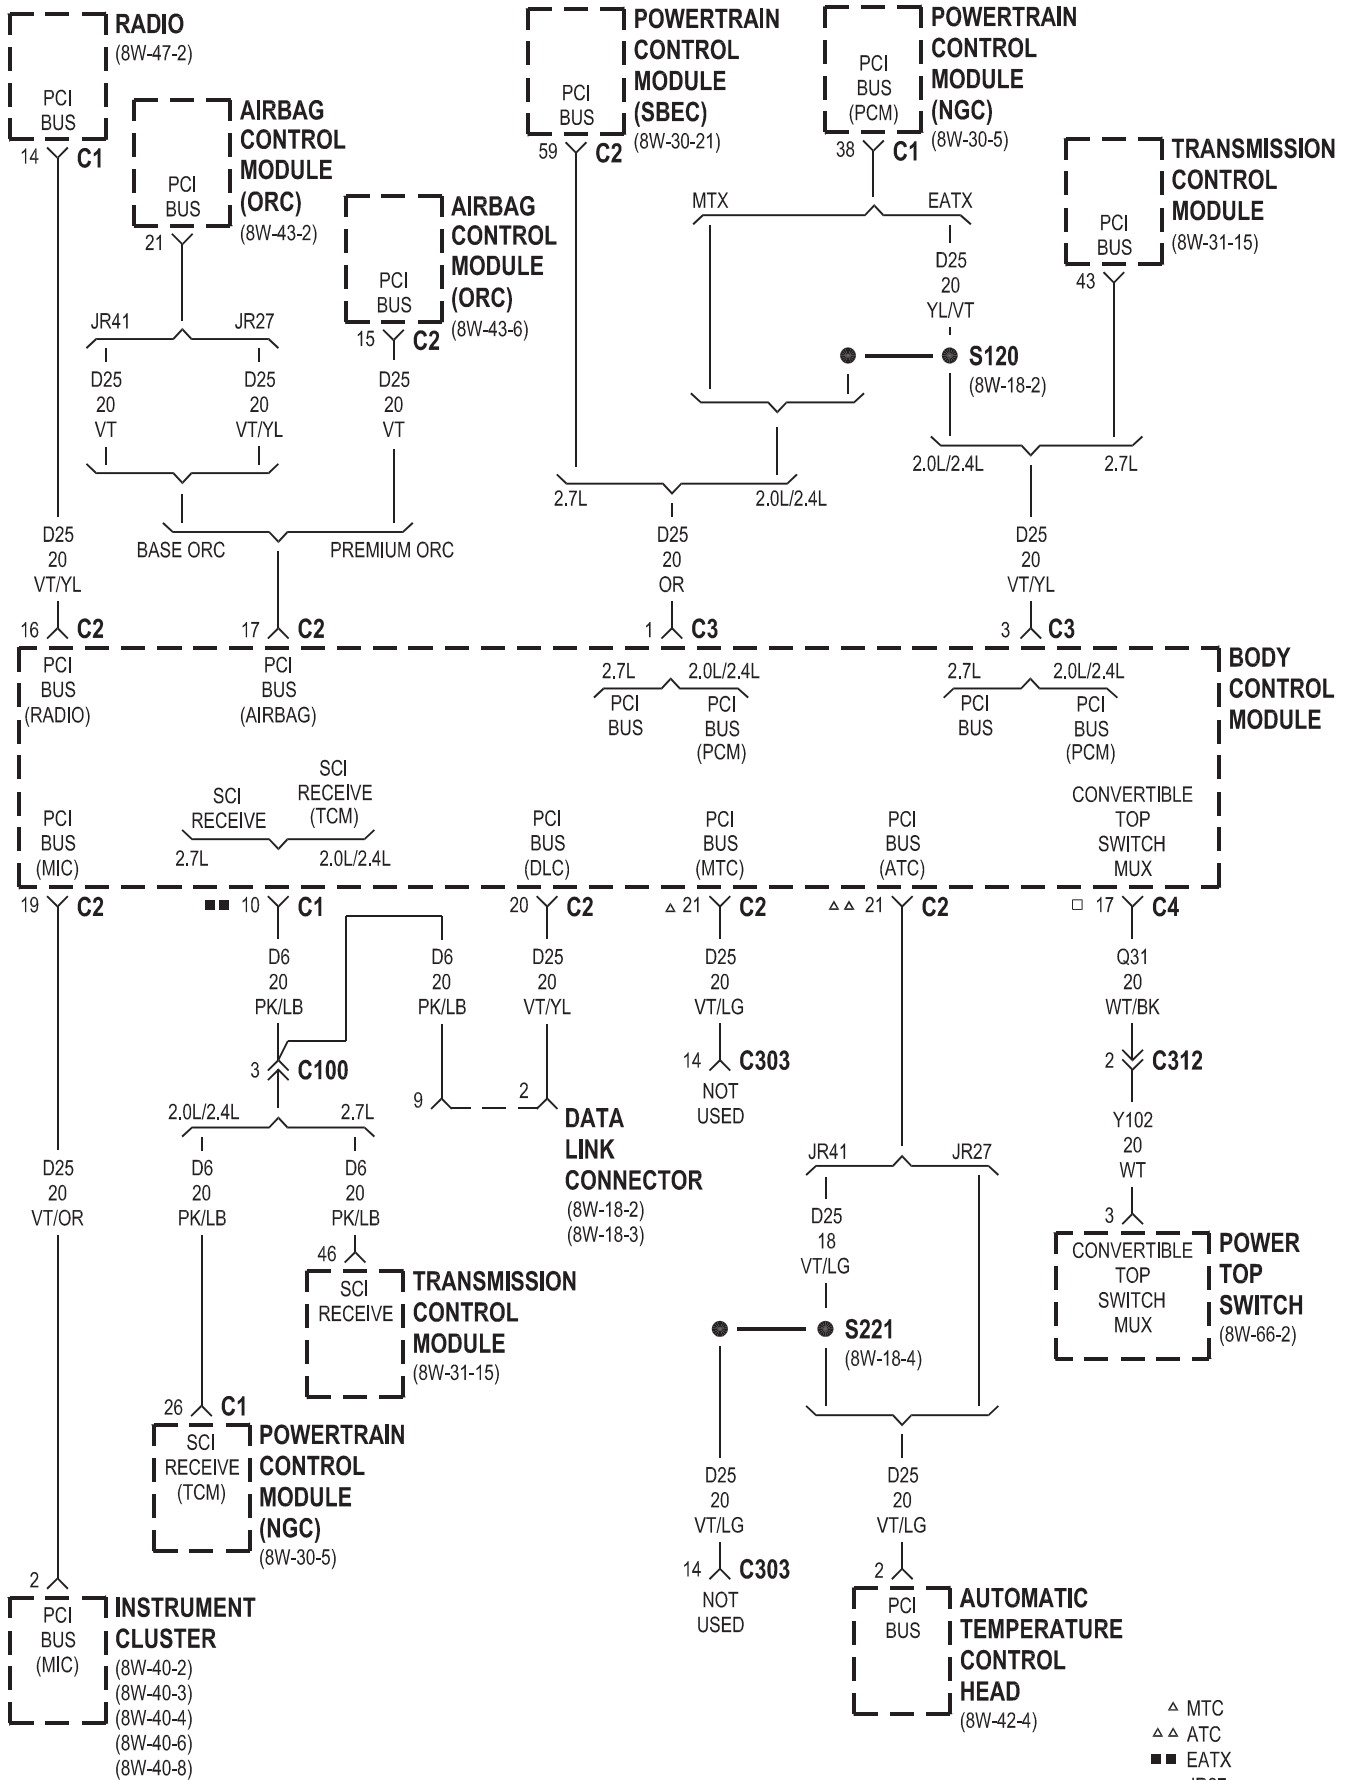 RADIO
(8W-47-2)
PCI
BUS
14
C1
AIRBAG
CONTROL
MODULE
(ORC)
(8W-43-2)
PCI
BUS
21
AIRBAG
CONTROL
MODULE
(ORC)
(8W-43-6)
PCI
BUS
15
C2
POWERTRAIN
CONTROL
MODULE
(SBEC)
(8W-30-21)
PCI
BUS
59
C2
POWERTRAIN
CONTROL
MODULE
(NGC)
(8W-30-5)
PCI
BUS
(PCM)
38
C1
TRANSMISSION
CONTROL
MODULE
(8W-31-15)
PCI
BUS
43
MTX
EATX
D25
20
YL/VT
S120
(8W-18-2)
JR41
JR27
D25
20
VT
D25
20
VT/YL
D25
20
VT
BASE ORC
PREMIUM ORC
2.7L
2.0L/2.4L
2.0L/2.4L
2.7L
D25
20
VT/YL
D25
20
OR
D25
20
VT/YL
16
C2
17
C2
1
C3
3
C3
BODY
CONTROL
MODULE
PCI
BUS
(RADIO)
PCI
BUS
(AIRBAG)
2.7L
2.0L/2.4L
PCI
BUS
PCI
BUS
(PCM)
2.7L
2.0L/2.4L
PCI
BUS
PCI
BUS
(PCM)
PCI
BUS
(MIC)
SCI
RECEIVE
SCI
RECEIVE
(TCM)
2.7L
2.0L/2.4L
PCI
BUS
(DLC)
PCI
BUS
(MTC)
PCI
BUS
(ATC)
CONVERTIBLE
TOP
SWITCH
MUX
19
C2
10
C1
20
C2
21
C2
21
C2
17
C4
D6
20
PK/LB
D6
20
PK/LB
D25
20
VT/YL
D25
20
VT/LG
Q31
20
WT/BK
3
C100
14
C303
NOT
USED
2
C312
2.0L/2.4L
2.7L
9
2
DATA
LINK
CONNECTOR
(8W-18-2)
(8W-18-3)
Y102
20
WT
JR41
JR27
D25
20
VT/OR
D6
20
PK/LB
D6
20
PK/LB
D25
18
VT/LG
3
CONVERTIBLE
TOP
SWITCH
MUX
POWER
TOP
SWITCH
(8W-66-2)
46
SCI
RECEIVE
TRANSMISSION
CONTROL
MODULE
(8W-31-15)
S221
(8W-18-4)
26
C1
SCI
RECEIVE
(TCM)
POWERTRAIN
CONTROL
MODULE
(NGC)
(8W-30-5)
D25
20
VT/LG
D25
20
VT/LG
14
C303
NOT
USED
2
PCI
BUS
AUTOMATIC
TEMPERATURE
CONTROL
HEAD
(8W-42-4)
2
PCI
BUS
(MIC)
INSTRUMENT
CLUSTER
(8W-40-2)
(8W-40-3)
(8W-40-4)
(8W-40-6)
(8W-40-8)
MTC
ATC
EATX